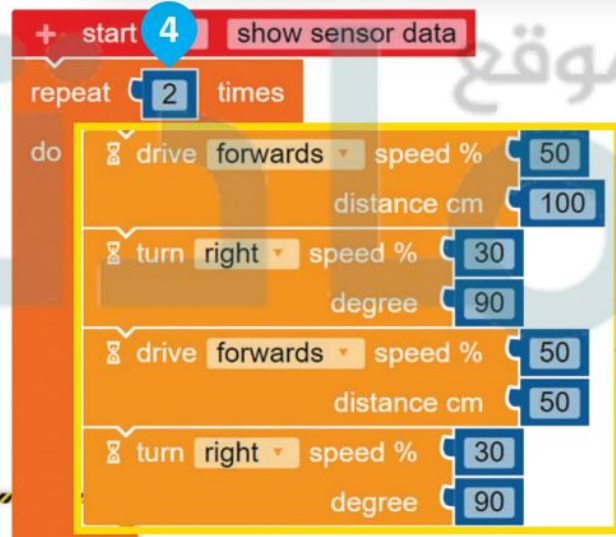 + start show sensor data
4
repeat 2 times
do
drive forwards speed % 50
distance cm 100
turn right speed % 30
degree 90
drive forwards speed % 50
distance cm 50
turn right speed % 30
degree 90
موقع